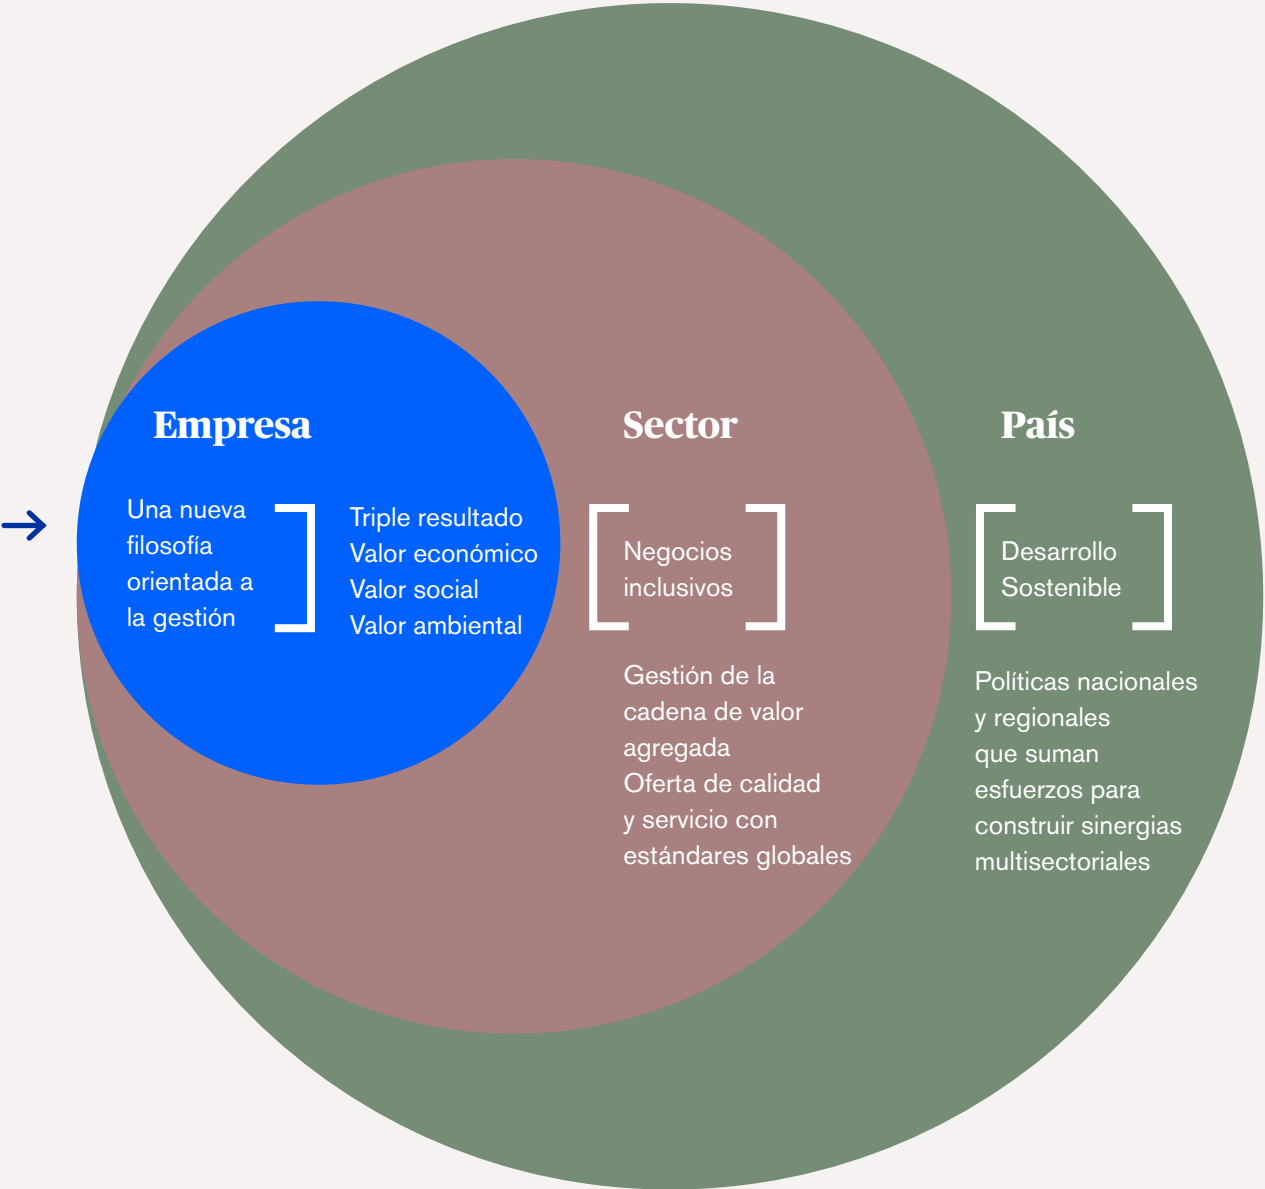 Empresa
Una nueva
filosofía
orientada a
la gestión
Triple resultado
Valor económico
Valor social
Valor ambiental
Sector
Negocios
inclusivos
Gestión de la
cadena de valor
agregada
Oferta de calidad
y servicio con
estándares globales
País
Desarrollo
Sostenible
Políticas nacionales
y regionales
que suman
esfuerzos para
construir sinergias
multisectoriales